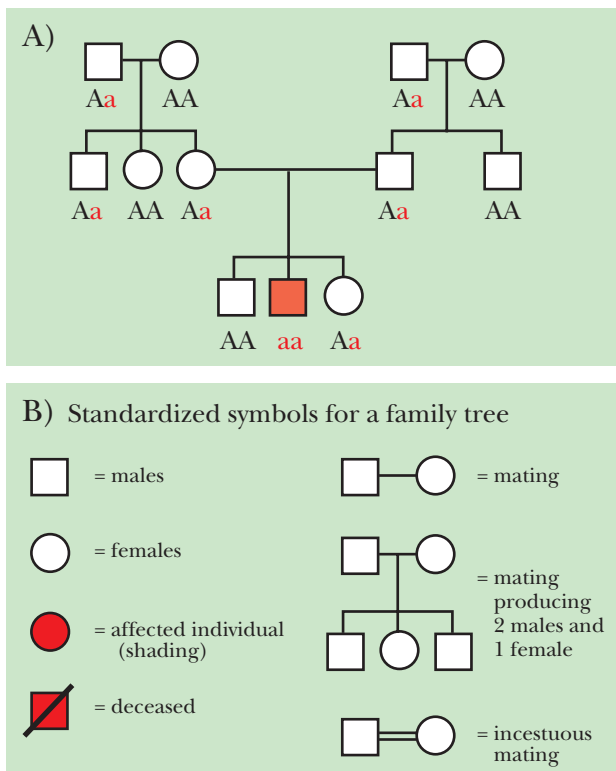 A)
Aa AA Aa AA
Aa AA Aa Aa AA
AA aa Aa
B) Standardized symbols for a family tree
= males
= females
= affected individual
(shading)
= deceased
= mating
= mating
producing
2 males and
1 female
= incestuous
mating